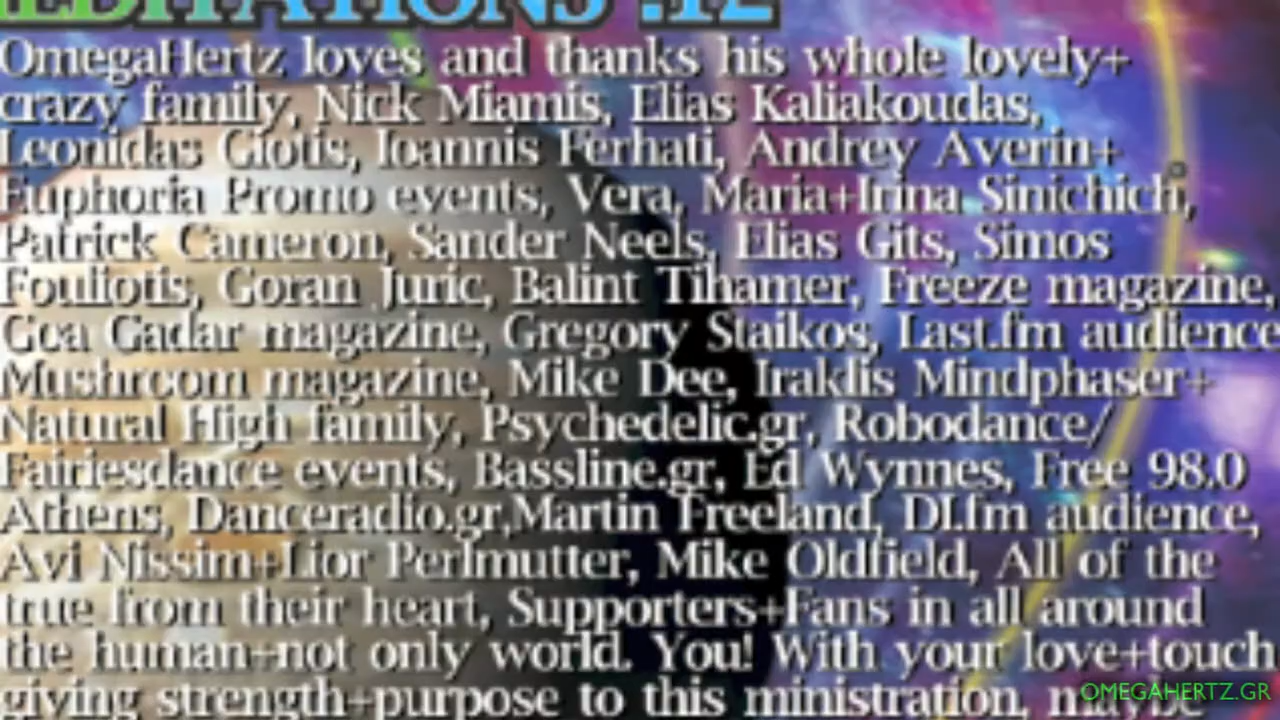 EDITATIONS .12
OmegaHertz loves and thanks his whole lovely+
crazy family, Nick Miamis, Elias Kaliakoudas,
Leonidas Giotis, Ioannis Ferhati, Andrey Averin+
Euphoria Promo events, Vera, Maria+Irina Sinichich,
Patrick Cameron, Sander Neels, Elias Gits, Simos
Fouliotis, Goran Juric, Balint Tihamer, Freeze magazine,
Goa Gadar magazine, Gregory Staikos, Last.fm audience
Mushroom magazine, Mike Dee, Iraklis Mindphaser+
Natural High family, Psychedelic.gr, Robodance/
Fairiesdance events, Bassline.gr, Ed Wynnes, Free 98.0
Athens, Danceradio.gr,Martin Freeland, DI.fm audience,
Avi Nissim+Lior Perlmutter, Mike Oldfield, All of the
true from their heart, Supporters+Fans in all around
the human+not only world. You! With your love+touch
giving strength+purpose to this ministration, maybe
OMEGAHERTZ.GR